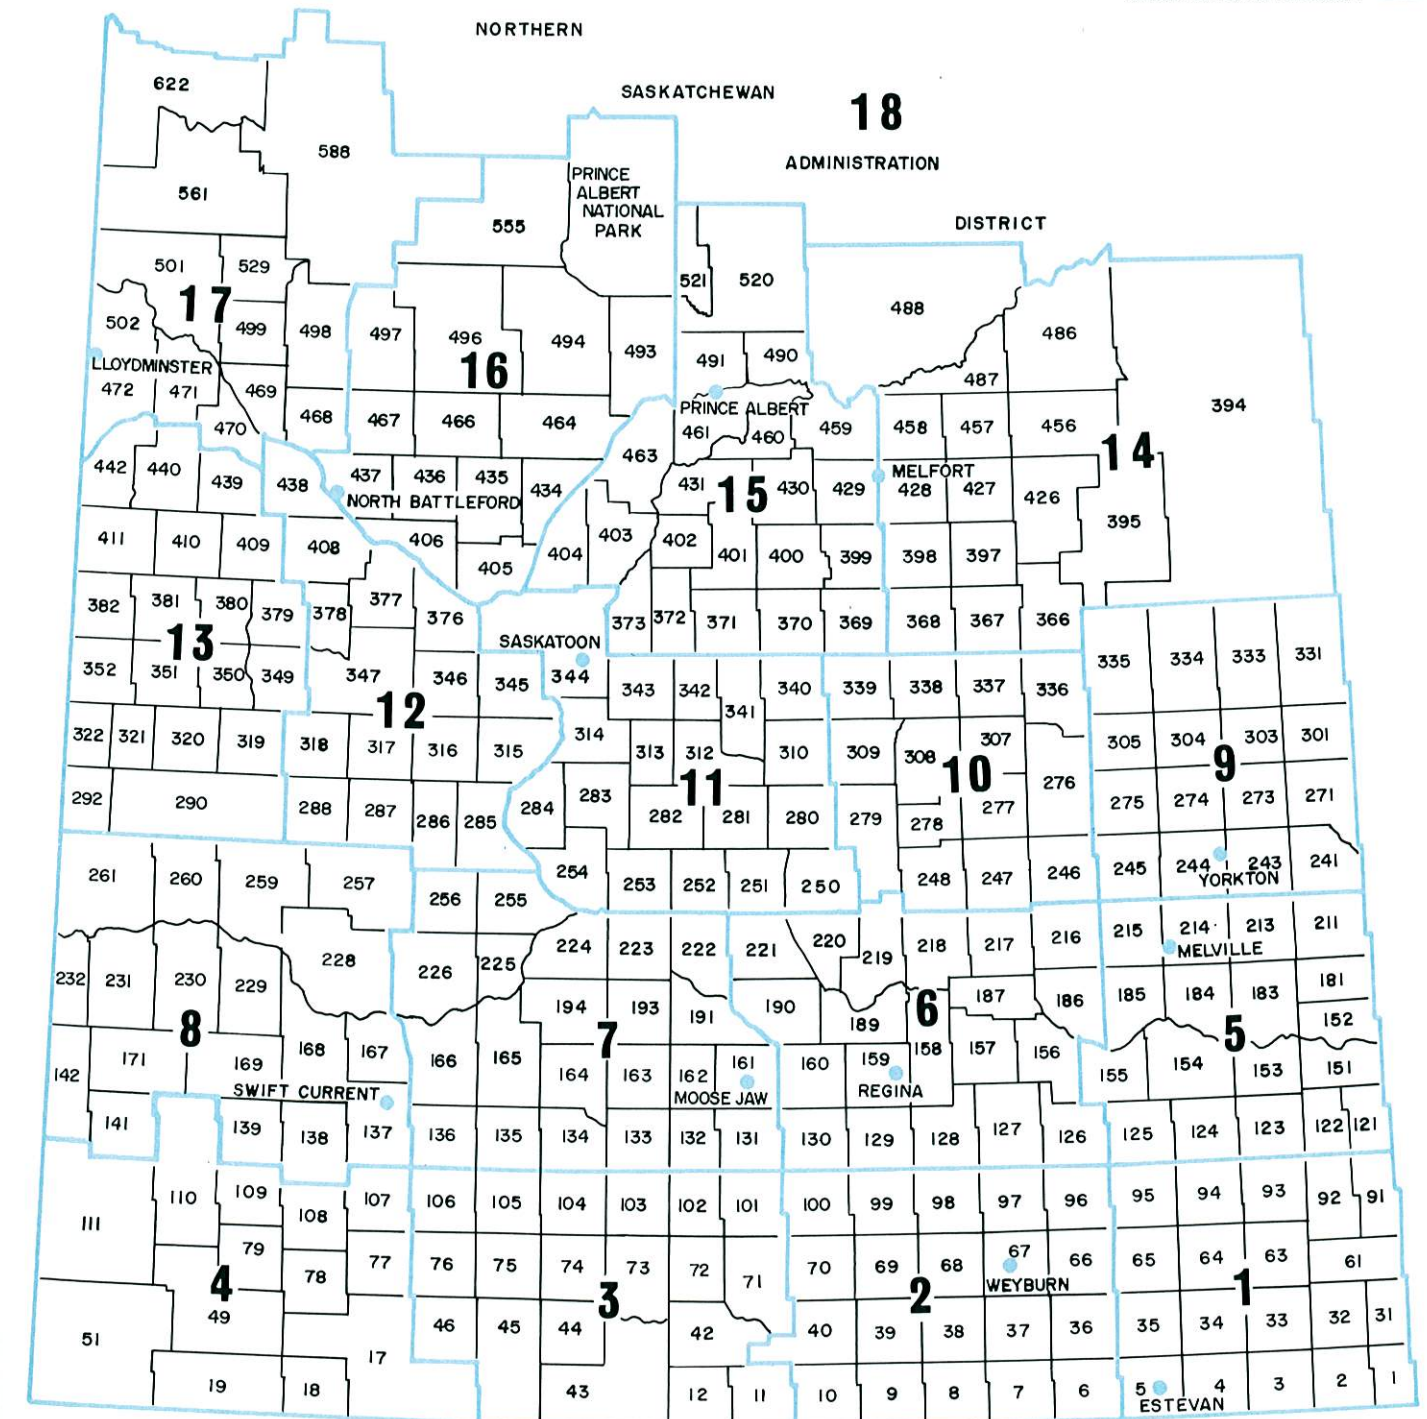 NORTHERN
SASKATCHEWAN
18
ADMINISTRATION
DISTRICT
622
588
561
PRINCE
ALBERT
NATIONAL
PARK
555
501 529
17
502 499 498 497 496 494 493
521 520
488
486
487
16
491 490
LLOYDMINSTER
472 471 469
470
468 467 466 464
463
PRINCE ALBERT
461 460 459 458 457 456
394
14
442 440 439 438 437 436 435 434
NORTH BATTLEFORD
431 15 430 429
MELFORT
428 427 426
395
411 410 409 408 406 405 404 403 402 401 400 399 398 397
382 381 380 379 378 377 376
13
373 372 371 370 369 368 367 366
SASKATOON
352 351 350 349 347 346 345 344
12
343 342 341 340 339 338 337 336
335 334 333 331
322 321 320 319 318 317 316 315 314 313 312 310 309 308 307
11
10
305 304 303 301
9
276
292 290 288 287 286 285 284 283 282 281 280 279 278 277
275 274 273 271
261 260 259 257 256 255 254 253 252 251 250 248 247 246 245 244 243 241
YORKTON
232 231 230 229 228 226 225 224 223 222 221 220 219 218 217 216 215 214 213 211
MELVILLE
8
194 193 191 190 189
7
6
187 186 185 184 183 181
5
152
142 171 169 168 167 166 165 164 163 162 161 160 159 158 157 156 155 154 153 151
SWIFT CURRENT
MOOSE JAW
REGINA
141 139 138 137 136 135 134 133 132 131 130 129 128 127 126 125 124 123 122 121
111 110 109 108 107 106 105 104 103 102 101 100 99 98 97 96 95 94 93 92 91
79 78 77 76 75 74 73 72 71 70 69 68 67 66 65 64 63 61
WEYBURN
4
3
2
1
51 49 46 45 44 42 40 39 38 37 36 35 34 33 32 31
19 18 17 43 12 11 10 9 8 7 6 5 4 3 2 1
ESTEVAN